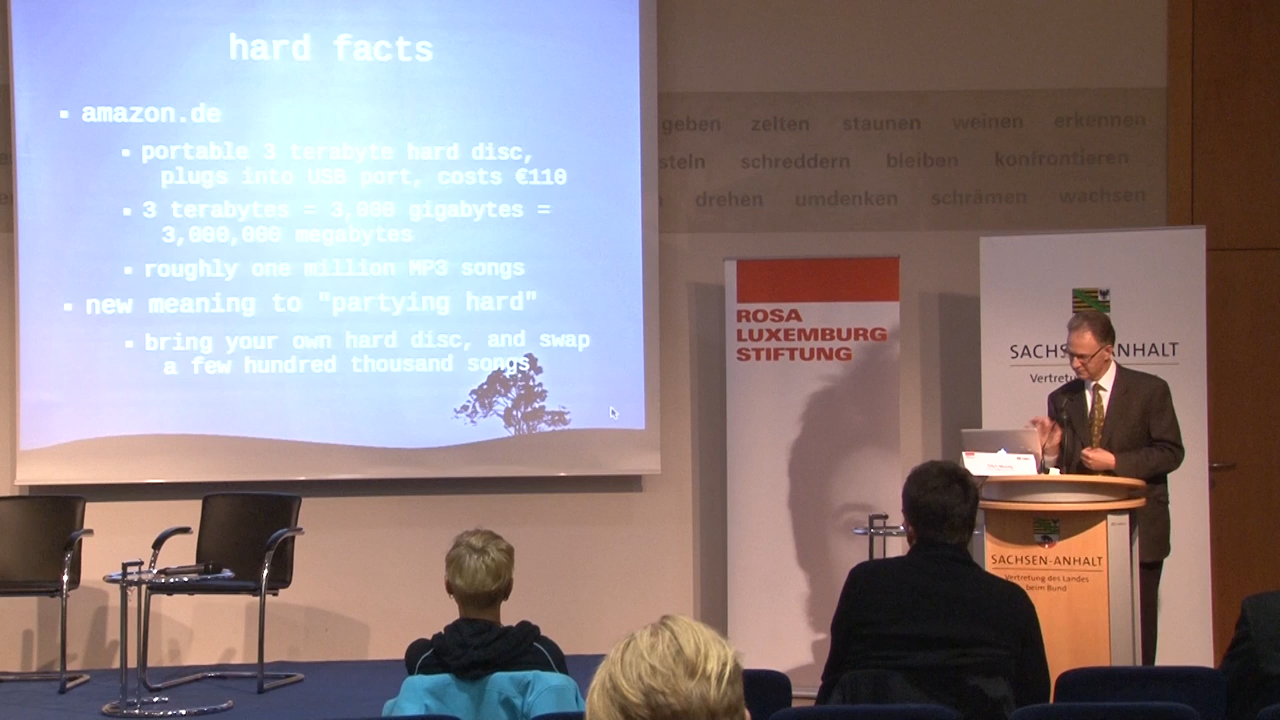 hard facts
▪ amazon.de
▪ portable 3 terabyte hard disc,
plugs into USB port, costs €110
▪ 3 terabytes = 3,000 gigabytes =
3,000,000 megabytes
▪ roughly one million MP3 songs
▪ new meaning to "partying hard"
▪ bring your own hard disc, and swap
a few hundred thousand songs
geben zelten staunen weinen erkennen
steln schreddern bleiben konfrontieren
drehen umdenken schrämen wachsen
ROSA
LUXEMBURG
STIFTUNG
SACHS ANHALT
Vertretu
SACHSEN-ANHALT
Vertretung des Landes
beim Bund